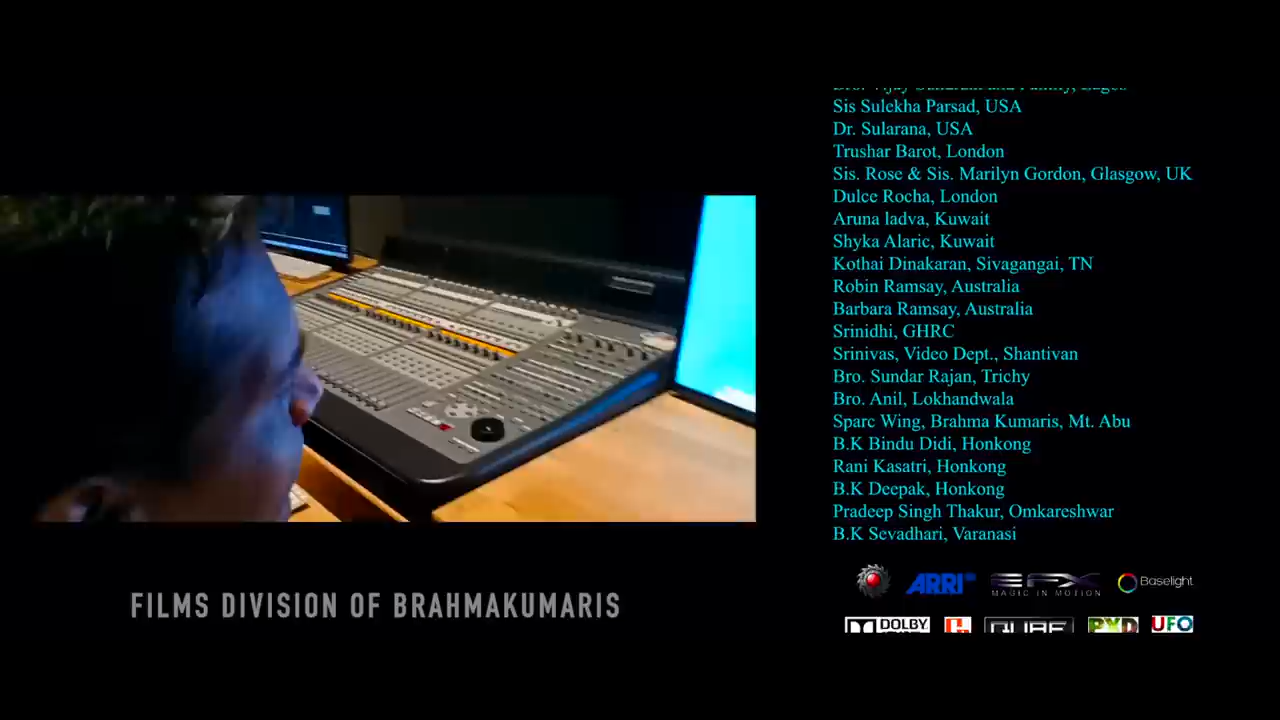 Sis Sulekha Parsad, USA
Dr. Sularana, USA
Trushar Barot, London
Sis. Rose & Sis. Marilyn Gordon, Glasgow, UK
Dulce Rocha, London
Aruna ladva, Kuwait
Shyka Alaric, Kuwait
Kothai Dinakaran, Sivagangai, TN
Robin Ramsay, Australia
Barbara Ramsay, Australia
Srinidhi, GHRC
Srinivas, Video Dept., Shantivan
Bro. Sundar Rajan, Trichy
Bro. Anil, Lokhandwala
Sparc Wing, Brahma Kumaris, Mt. Abu
B.K Bindu Didi, Honkong
Rani Kasatri, Honkong
B.K Deepak, Honkong
Pradeep Singh Thakur, Omkareshwar
B.K Sevadhari, Varanasi
ARRI EFX Baselight
MAGIC IN MOTION
FILMS DIVISION OF BRAHMAKUMARIS
DOLBY QUBE PXD UFO